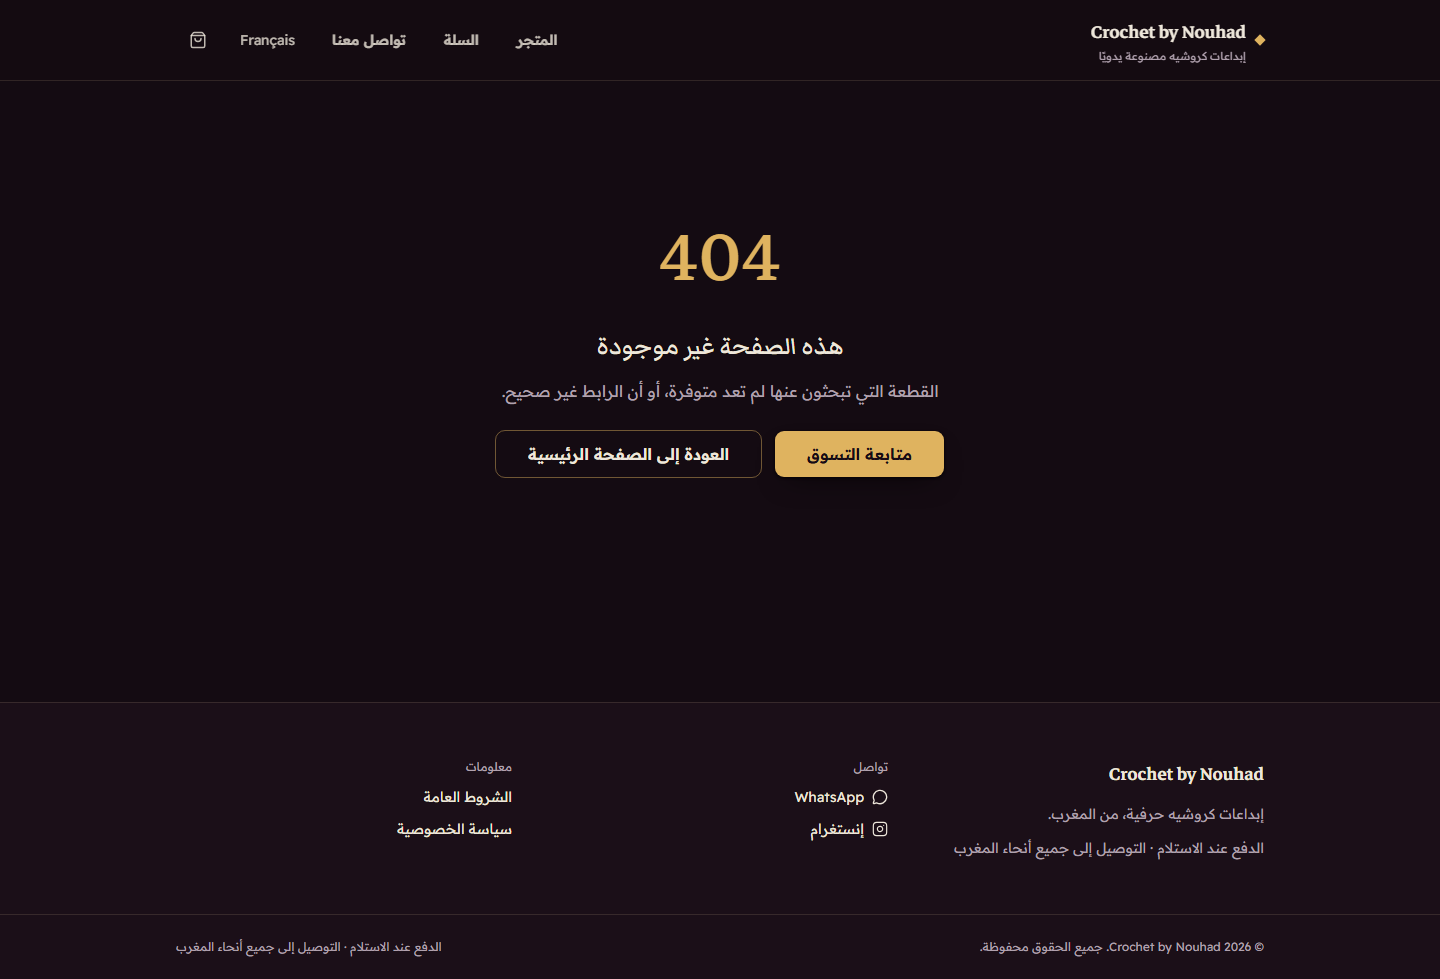 Crochet by Nouhad
إبداعات كروشيه مصنوعة يدويًا
المتجر
السلة
تواصل معنا
Français
404
هذه الصفحة غير موجودة
القطعة التي تبحثون عنها لم تعد متوفرة، أو أن الرابط غير صحيح.
متابعة التسوق
العودة إلى الصفحة الرئيسية
Crochet by Nouhad
إبداعات كروشيه حرفية، من المغرب.
الدفع عند الاستلام · التوصيل إلى جميع أنحاء المغرب
تواصل
WhatsApp
إنستغرام
معلومات
الشروط العامة
سياسة الخصوصية
© 2026 Crochet by Nouhad. جميع الحقوق محفوظة.
الدفع عند الاستلام · التوصيل إلى جميع أنحاء المغرب